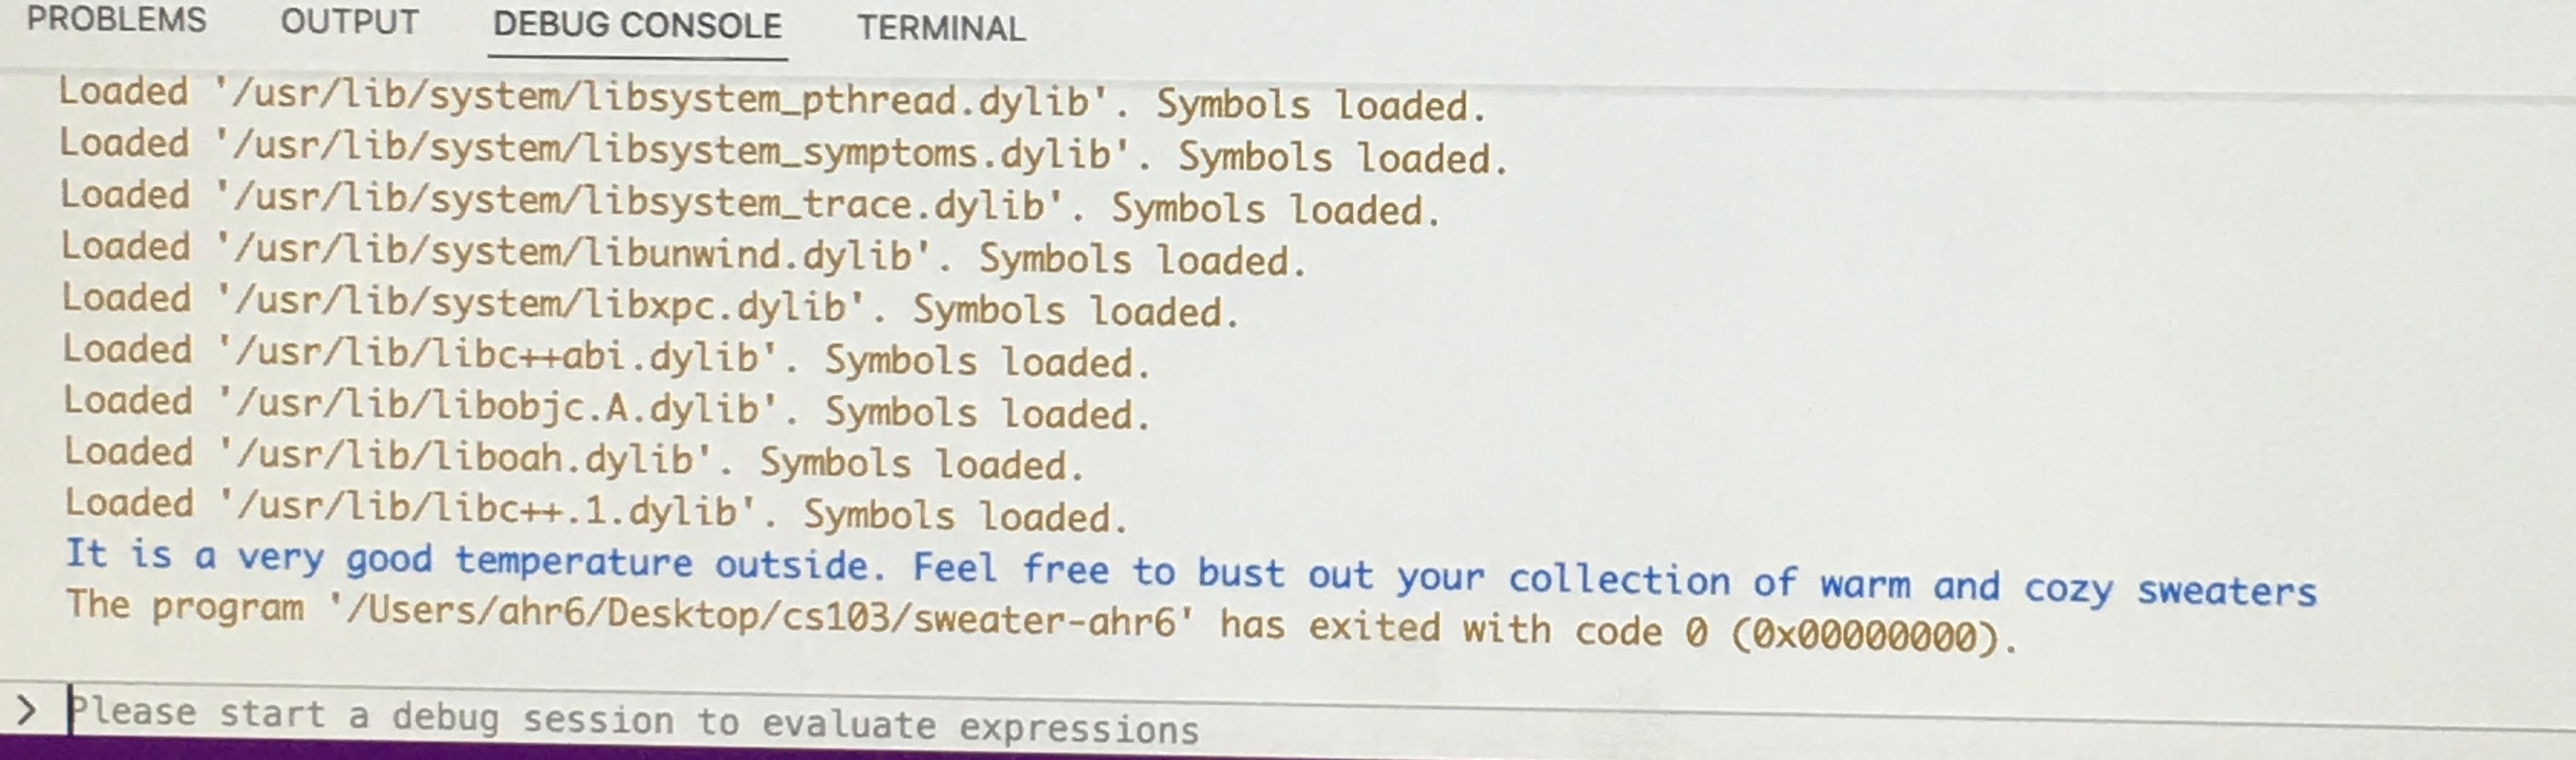 PROBLEMS OUTPUT DEBUG CONSOLE TERMINAL
Loaded '/usr/lib/system/libsystem_pthread.dylib'. Symbols loaded.
Loaded '/usr/lib/system/libsystem_symptoms.dylib'. Symbols loaded.
Loaded '/usr/lib/system/libsystem_trace.dylib'. Symbols loaded.
Loaded '/usr/lib/system/libunwind.dylib'. Symbols loaded.
Loaded '/usr/lib/system/libxpc.dylib'. Symbols loaded.
Loaded '/usr/lib/libc++abi.dylib'. Symbols loaded.
Loaded '/usr/lib/libobjc.A.dylib'. Symbols loaded.
Loaded '/usr/lib/liboah.dylib'. Symbols loaded.
Loaded '/usr/lib/libc++.1.dylib'. Symbols loaded.
It is a very good temperature outside. Feel free to bust out your collection of warm and cozy sweaters
The program '/Users/ahr6/Desktop/cs103/sweater-ahr6' has exited with code 0 (0x00000000).
> Please start a debug session to evaluate expressions